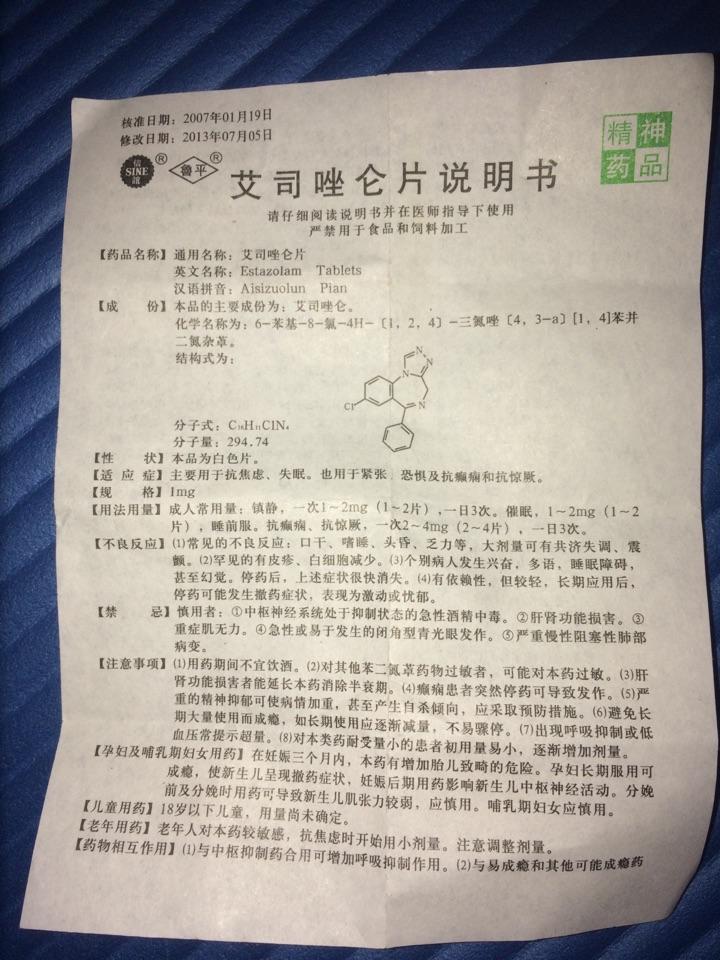 核准日期：2007年01月19日
修改日期：2013年07月05日
信
SINE
誼
®
魯平
®
精神
药品
艾司唑仑片说明书
请仔细阅读说明书并在医师指导下使用
严禁用于食品和饲料加工
【药品名称】通用名称：艾司唑仑片
英文名称：Estazolam Tablets
汉语拼音：Aisizuolun Pian
【成 份】本品的主要成份为：艾司唑仑。
化学名称为：6-苯基-8-氯-4H-〔1，2，4〕-三氮唑〔4，3-a〕[1，4]苯并
二氮杂䓬。
结构式为：
N
N
N
Cl
N
分子式：C₁₆H₁₁ClN₄
分子量：294.74
【性 状】本品为白色片。
【适 应 症】主要用于抗焦虑、失眠。也用于紧张、恐惧及抗癫痫和抗惊厥。
【规 格】1mg
【用法用量】成人常用量：镇静，一次1～2mg（1～2片），一日3次。催眠，1～2mg（1～2
片），睡前服。抗癫痫、抗惊厥，一次2～4mg（2～4片），一日3次。
【不良反应】⑴常见的不良反应：口干、嗜睡、头昏、乏力等，大剂量可有共济失调、震
颤。⑵罕见的有皮疹、白细胞减少。⑶个别病人发生兴奋，多语，睡眠障碍，
甚至幻觉。停药后，上述症状很快消失。⑷有依赖性，但较轻，长期应用后，
停药可能发生撤药症状，表现为激动或忧郁。
【禁 忌】慎用者：①中枢神经系统处于抑制状态的急性酒精中毒。②肝肾功能损害。③
重症肌无力。④急性或易于发生的闭角型青光眼发作。⑤严重慢性阻塞性肺部
病变。
【注意事项】⑴用药期间不宜饮酒。⑵对其他苯二氮䓬药物过敏者，可能对本药过敏。⑶肝
肾功能损害者能延长本药消除半衰期。⑷癫痫患者突然停药可导致发作。⑸严
重的精神抑郁可使病情加重，甚至产生自杀倾向，应采取预防措施。⑹避免长
期大量使用而成瘾，如长期使用应逐渐减量，不易骤停。⑺出现呼吸抑制或低
血压常提示超量。⑻对本类药耐受量小的患者初用量易小，逐渐增加剂量。
【孕妇及哺乳期妇女用药】在妊娠三个月内，本药有增加胎儿致畸的危险。孕妇长期服用可
成瘾，使新生儿呈现撤药症状，妊娠后期用药影响新生儿中枢神经活动。分娩
前及分娩时用药可导致新生儿肌张力较弱，应慎用。哺乳期妇女应慎用。
【儿童用药】18岁以下儿童，用量尚未确定。
【老年用药】老年人对本药较敏感，抗焦虑时开始用小剂量。注意调整剂量。
【药物相互作用】⑴与中枢抑制药合用可增加呼吸抑制作用。⑵与易成瘾和其他可能成瘾药